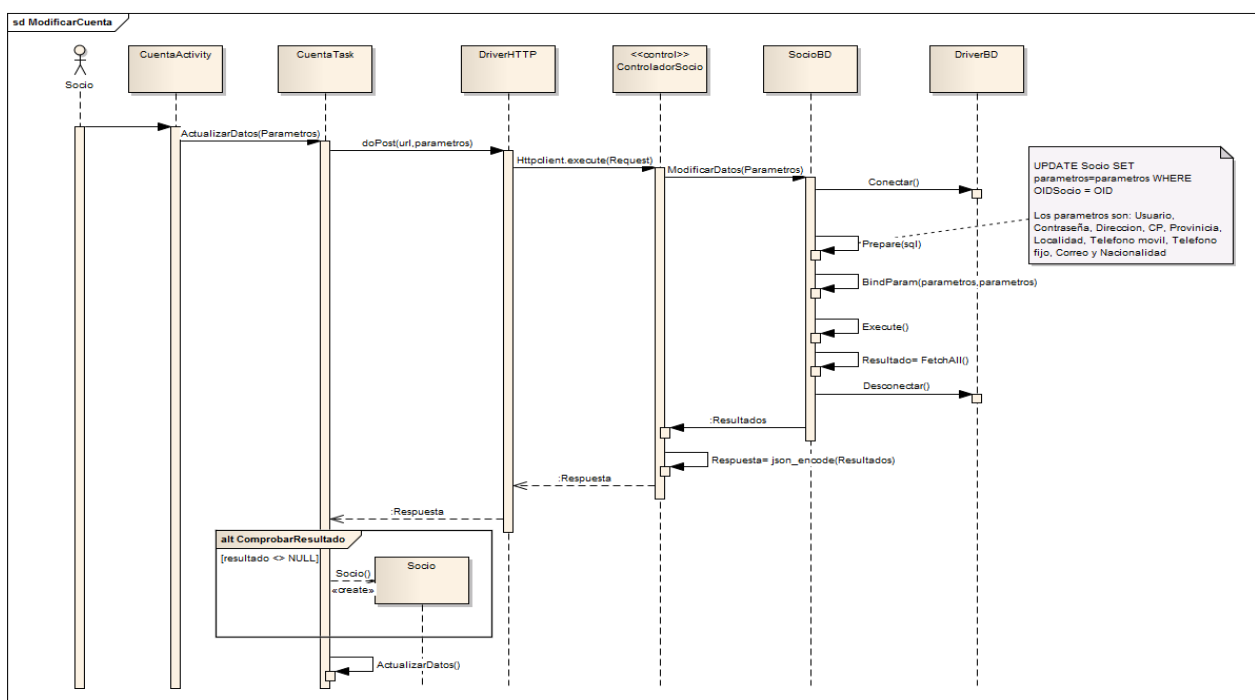 sd ModificarCuenta
Socio
CuentaActivity
CuentaTask
DriverHTTP
<<control>>
ControladorSocio
SocioBD
DriverBD
ActualizarDatos(Parametros)
doPost(url,parametros)
Httpclient.execute(Request)
ModificarDatos(Parametros)
Conectar()
UPDATE Socio SET
parametros=parametros WHERE
OIDSocio = OID
Los parametros son: Usuario,
Contraseña, Direccion, CP, Provinicia,
Localidad, Telefono movil, Telefono
fijo, Correo y Nacionalidad
Prepare(sql)
BindParam(parametros,parametros)
Execute()
Resultado= FetchAll()
Desconectar()
:Resultados
Respuesta= json_encode(Resultados)
:Respuesta
:Respuesta
alt ComprobarResultado
[resultado <> NULL]
Socio()
«create»
Socio
ActualizarDatos()